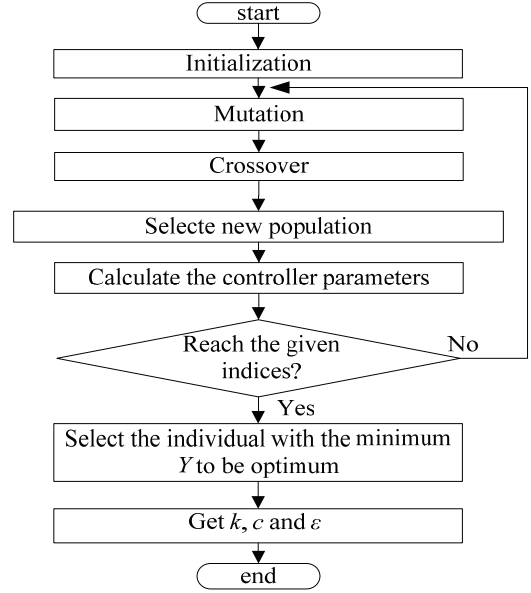 start
Initialization
Mutation
Crossover
Selecte new population
Calculate the controller parameters
Reach the given
indices?
No
Yes
Select the individual with the minimum
Y to be optimum
Get k, c and ε
end